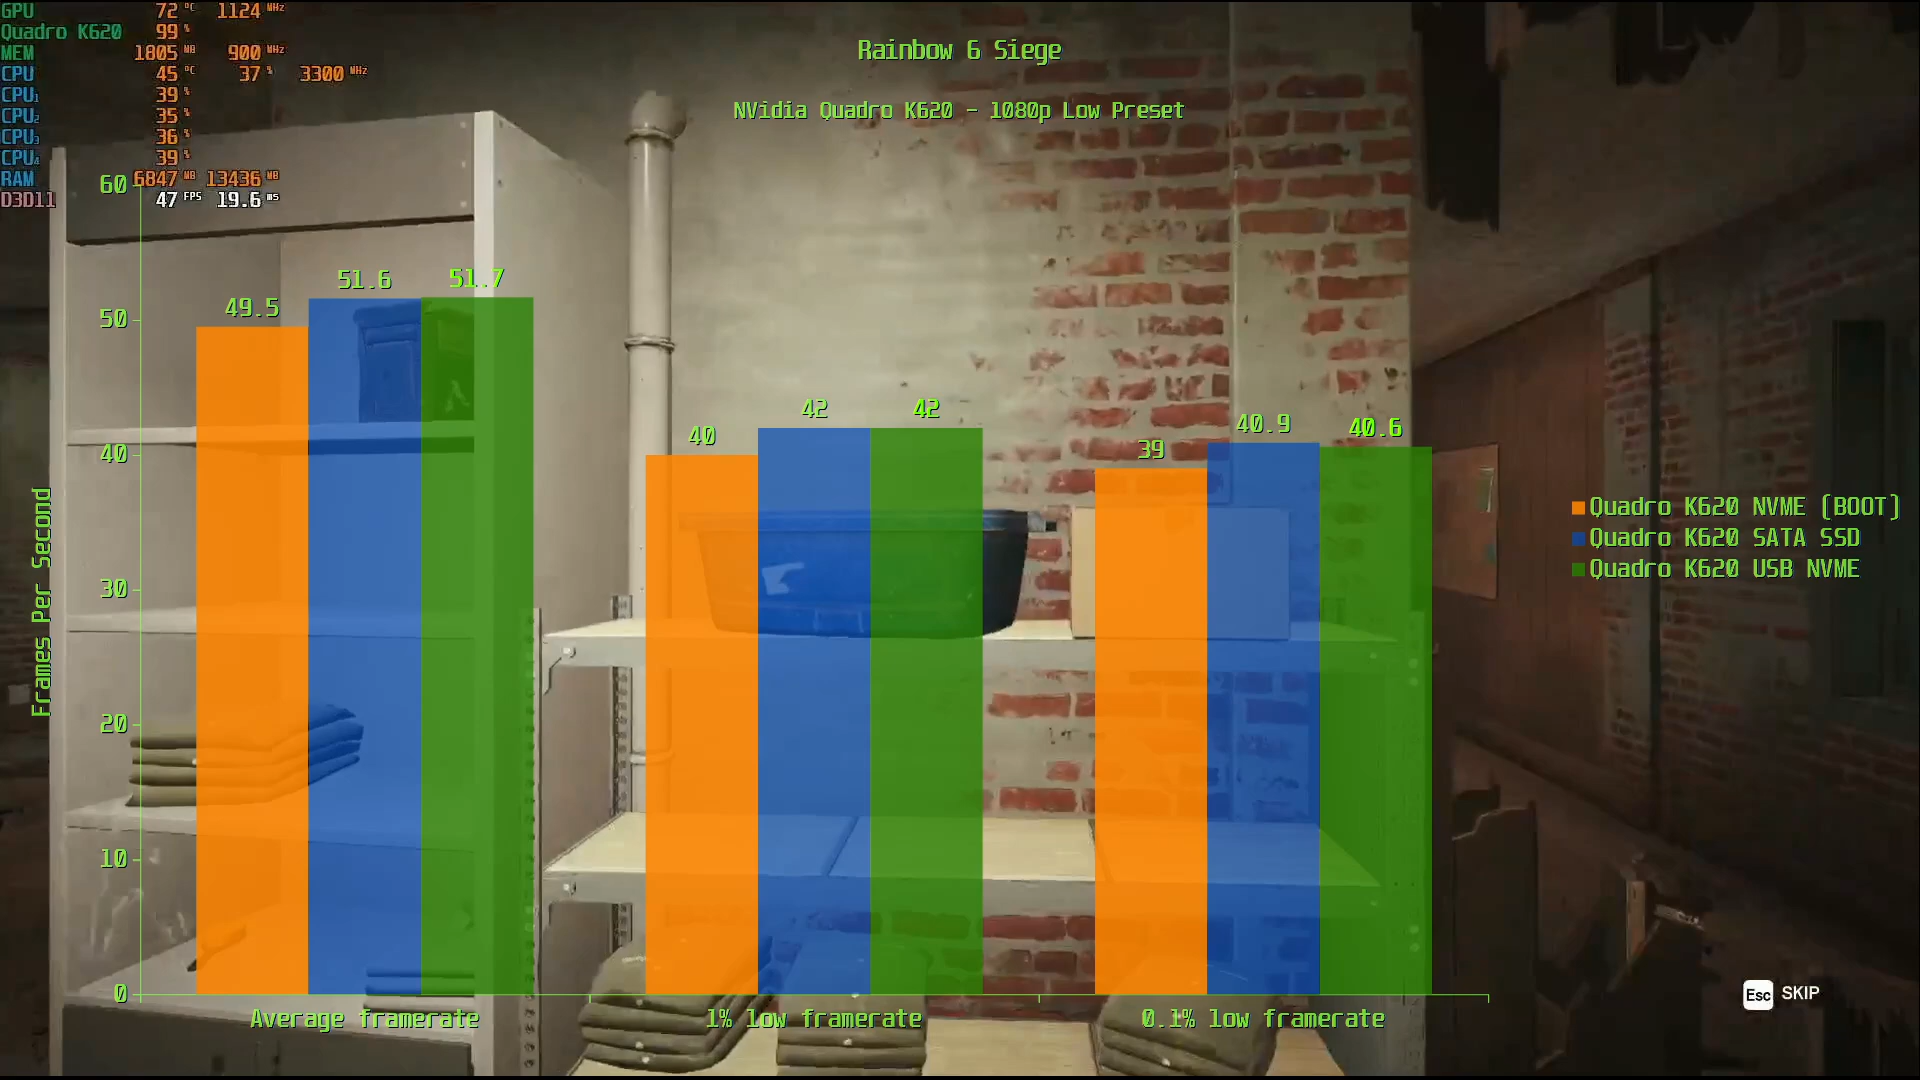 GPU 72 °C 1124 MHz
Quadro K620 99 %
MEM 1805 MB 900 MHz
CPU 45 °C 37 % 3300 MHz
CPU1 39 %
CPU2 35 %
CPU3 36 %
CPU4 39 %
RAM 6847 MB 13436 MB
D3D11 47 FPS 19.6 ms
Rainbow 6 Siege
NVidia Quadro K620 - 1080p Low Preset
60
50
40
30
20
10
0
Frames Per Second
49.5
51.6
51.7
40
42
42
39
40.9
40.6
Average framerate
1% low framerate
0.1% low framerate
Quadro K620 NVME (BOOT)
Quadro K620 SATA SSD
Quadro K620 USB NVME
Esc SKIP